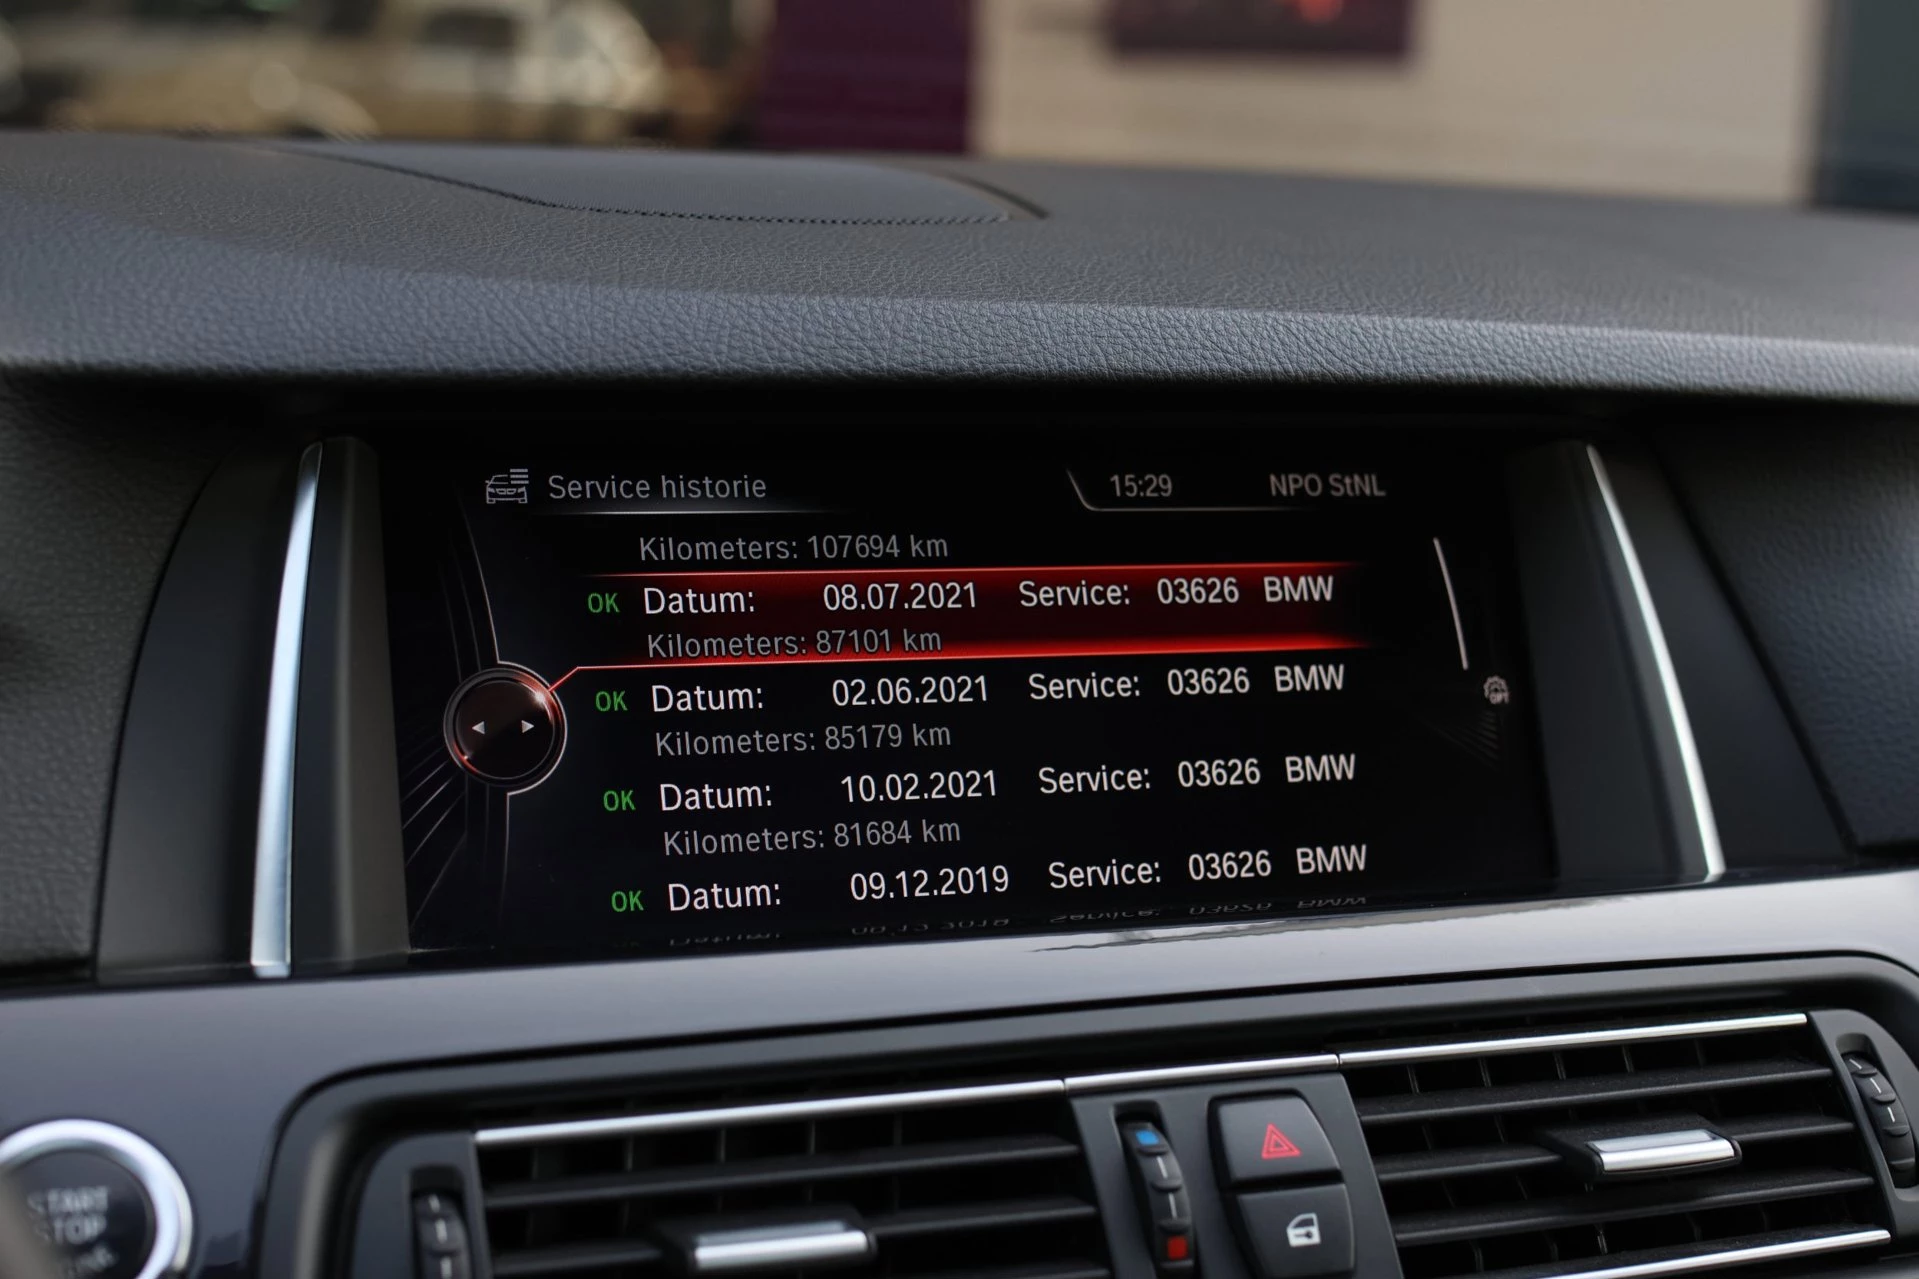 Service historie 15:29 NPO StNL
Kilometers: 107694 km
OK Datum: 08.07.2021 Service: 03626 BMW
Kilometers: 87101 km
OK Datum: 02.06.2021 Service: 03626 BMW
Kilometers: 85179 km
OK Datum: 10.02.2021 Service: 03626 BMW
Kilometers: 81684 km
OK Datum: 09.12.2019 Service: 03626 BMW
START
STOP